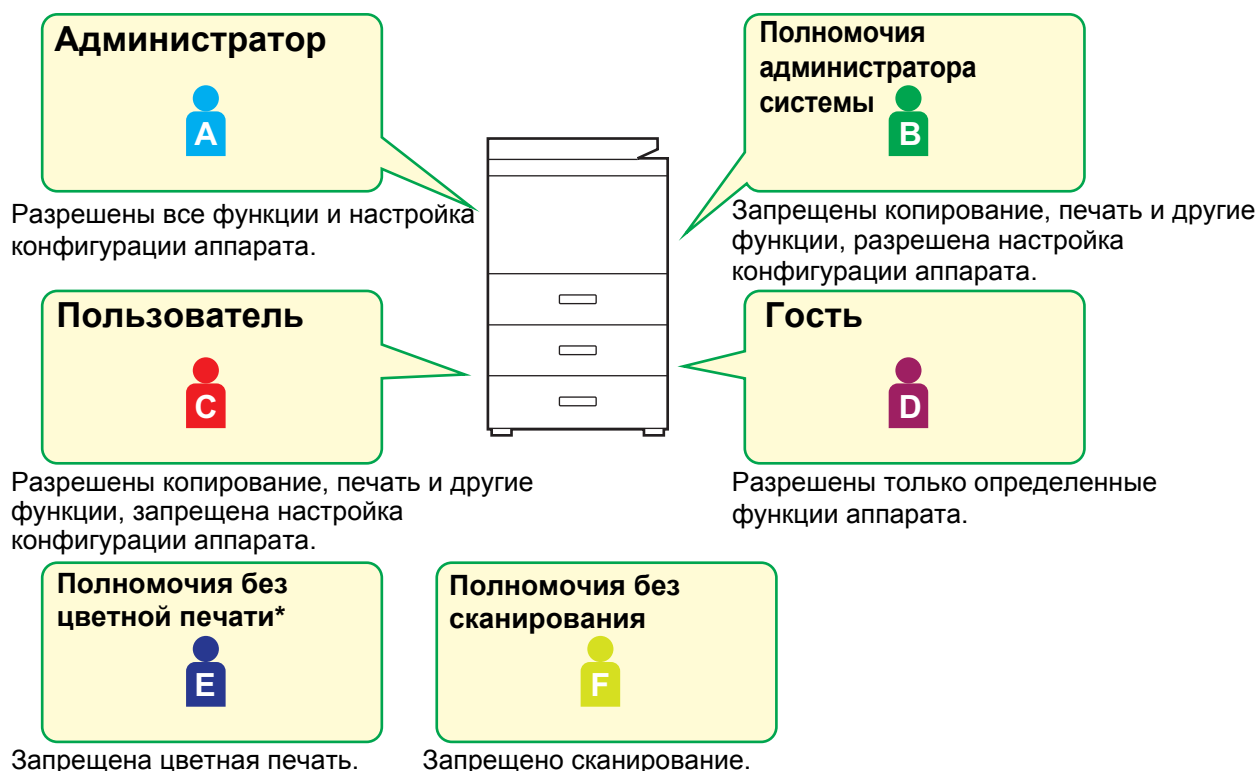 Администратор
A
Разрешены все функции и настройка
конфигурации аппарата.
Полномочия
администратора
системы
B
Запрещены копирование, печать и другие
функции, разрешена настройка
конфигурации аппарата.
Пользователь
C
Разрешены копирование, печать и другие
функции, запрещена настройка
конфигурации аппарата.
Гость
D
Разрешены только определенные
функции аппарата.
Полномочия без
цветной печати*
E
Запрещена цветная печать.
Полномочия без
сканирования
F
Запрещено сканирование.